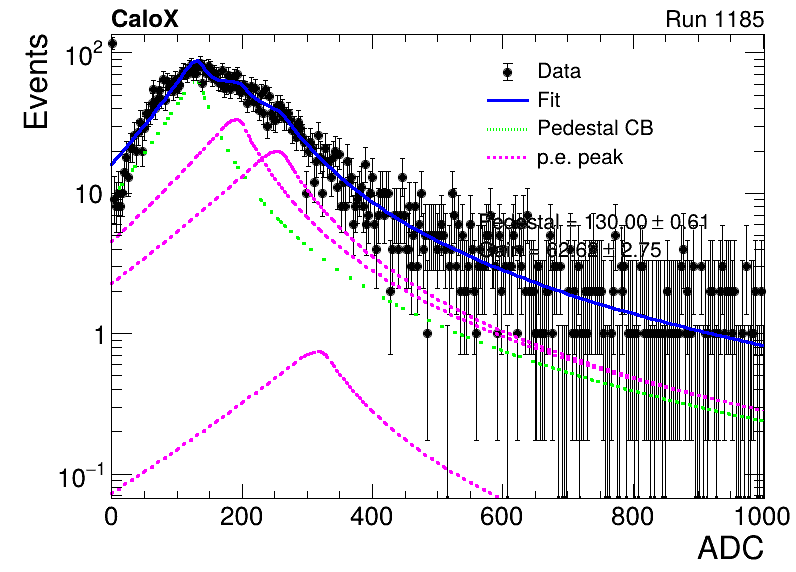 CaloX Run 1185
Events
Data
Fit
Pedestal CB
p.e. peak
Pedestal = 130.00 ± 0.61
Gain = 62.62 ± 2.75
10²
10
1
10⁻¹
0 200 400 600 800 1000
ADC